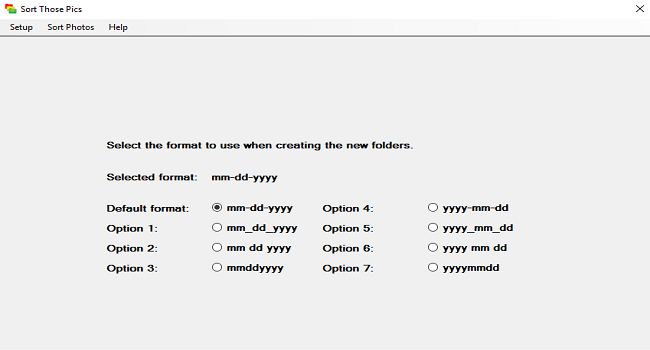 Sort Those Pics
Setup Sort Photos Help
Select the format to use when creating the new folders.
Selected format: mm-dd-yyyy
Default format: mm-dd-yyyy Option 4: yyyy-mm-dd
Option 1: mm_dd_yyyy Option 5: yyyy_mm_dd
Option 2: mm dd yyyy Option 6: yyyy mm dd
Option 3: mmddyyyy Option 7: yyyymmdd